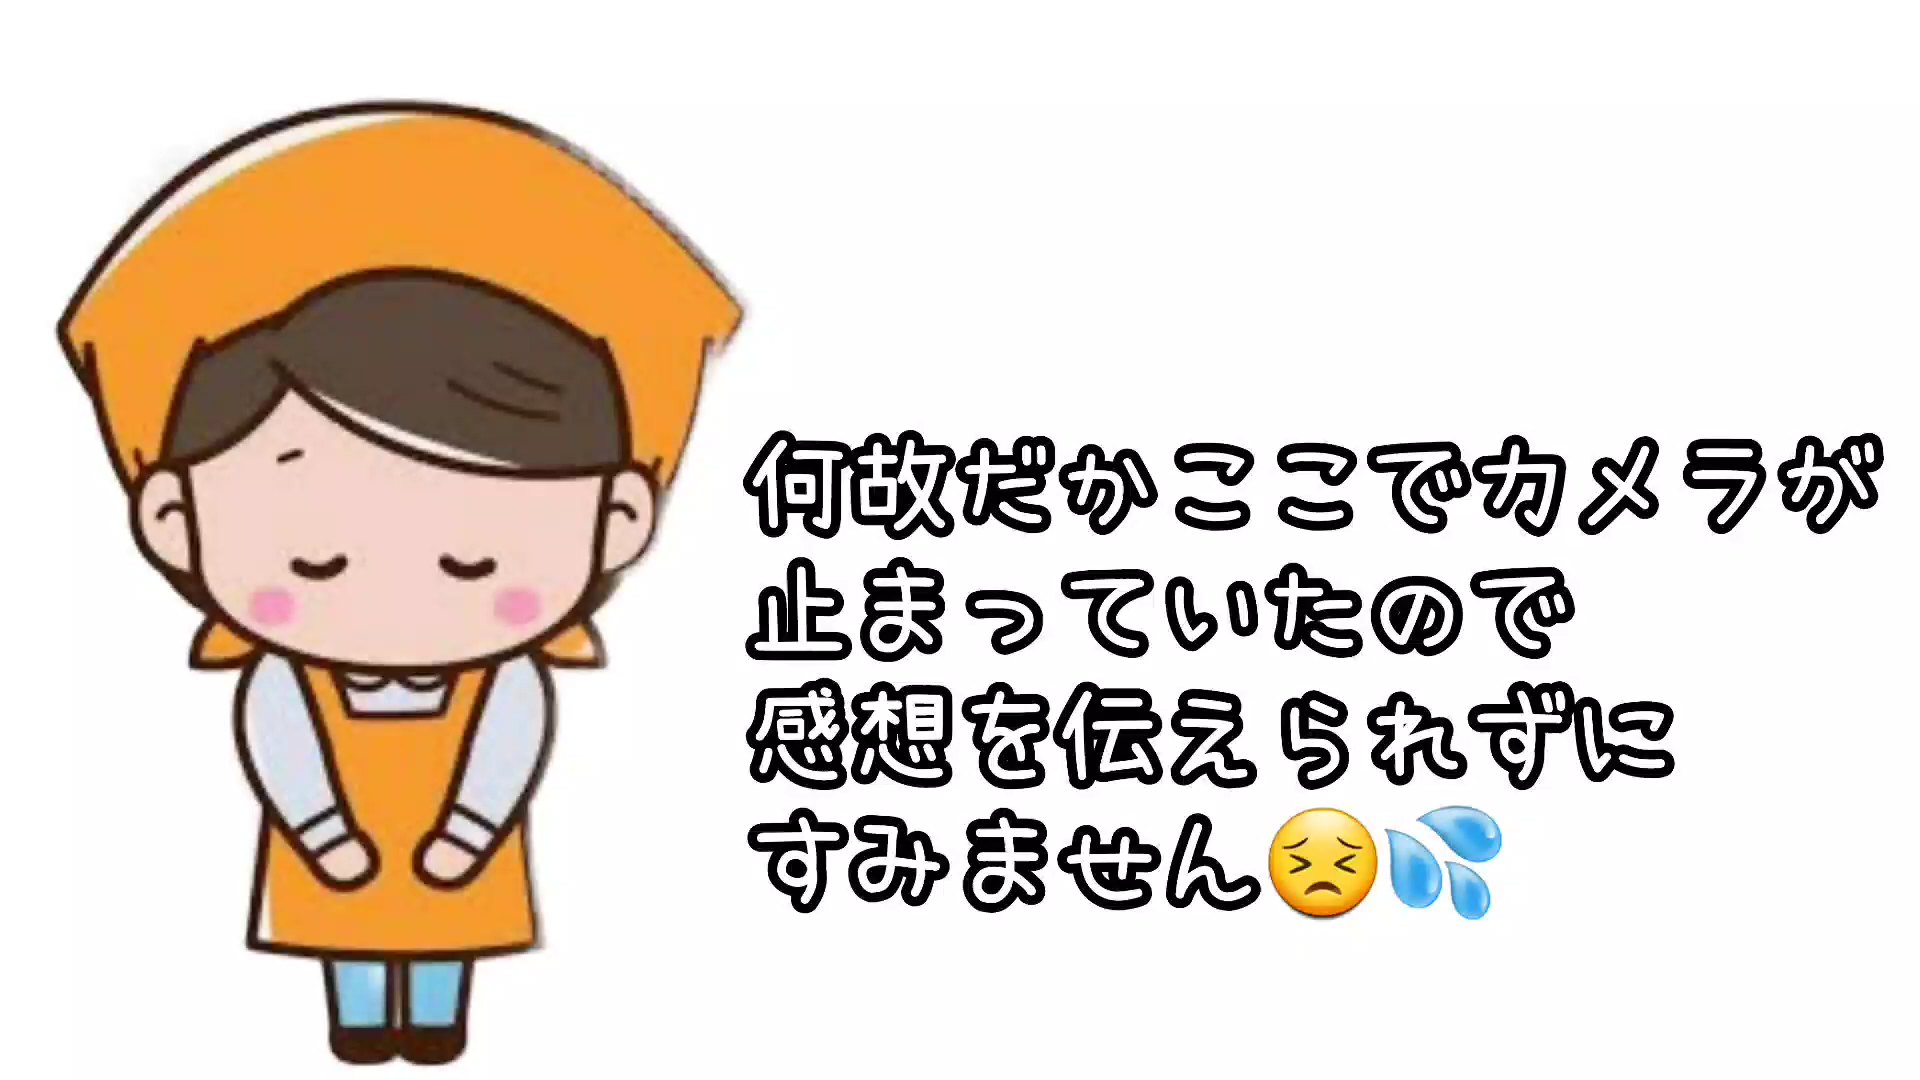 何故だかここでカメラが
止まっていたので
感想を伝えられずに
すみません😣💦